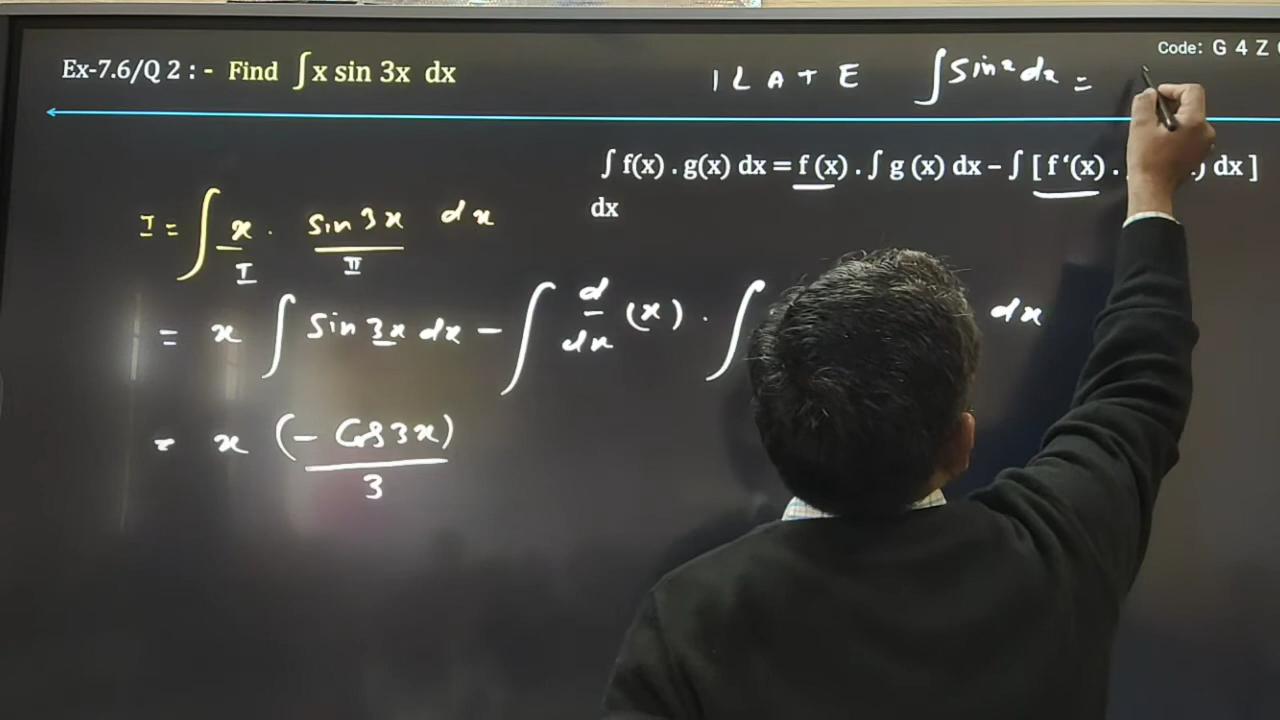 Code: G 4 Z
Ex-7.6/Q 2 : - Find ∫x sin 3x dx
I L A T E ∫sin x dx =
∫ f(x) . g(x) dx = f (x) . ∫ g (x) dx – ∫ [ f '(x) . dx ]
dx
I = ∫ x . sin 3x dx
I II
= x ∫ sin 3x dx - ∫ d/dx (x) . ∫ dx
= x (- cos 3x)/3